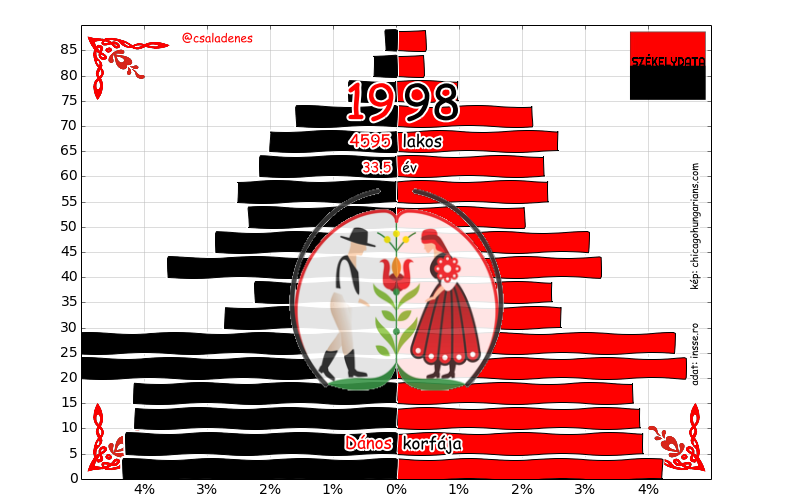 @csaladenes
SZÉKELYDATA
1998
4595 lakos
33.5 év
kép: chicagohungarians.com
adat: insse.ro
Dános korfája
85
80
75
70
65
60
55
50
45
40
35
30
25
20
15
10
5
0
4% 3% 2% 1% 0% 1% 2% 3% 4%